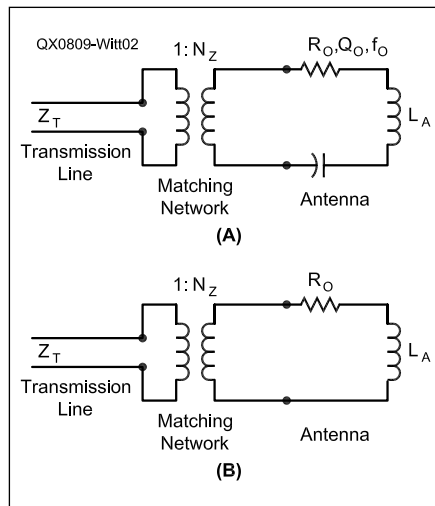 QX0809-Witt02
1: N_Z
R_O, Q_O, f_O
Z_T
L_A
Transmission
Line
Matching
Network
Antenna
(A)
1: N_Z
R_O
Z_T
L_A
Transmission
Line
Matching
Network
Antenna
(B)